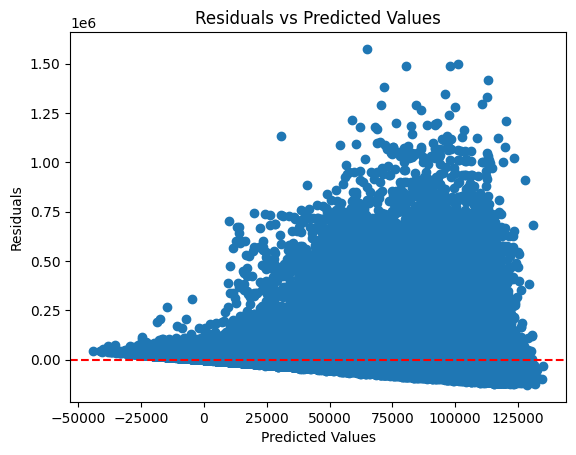 Residuals vs Predicted Values
1e6
1.50
1.25
1.00
0.75
0.50
0.25
0.00
Residuals
−50000 −25000 0 25000 50000 75000 100000 125000
Predicted Values